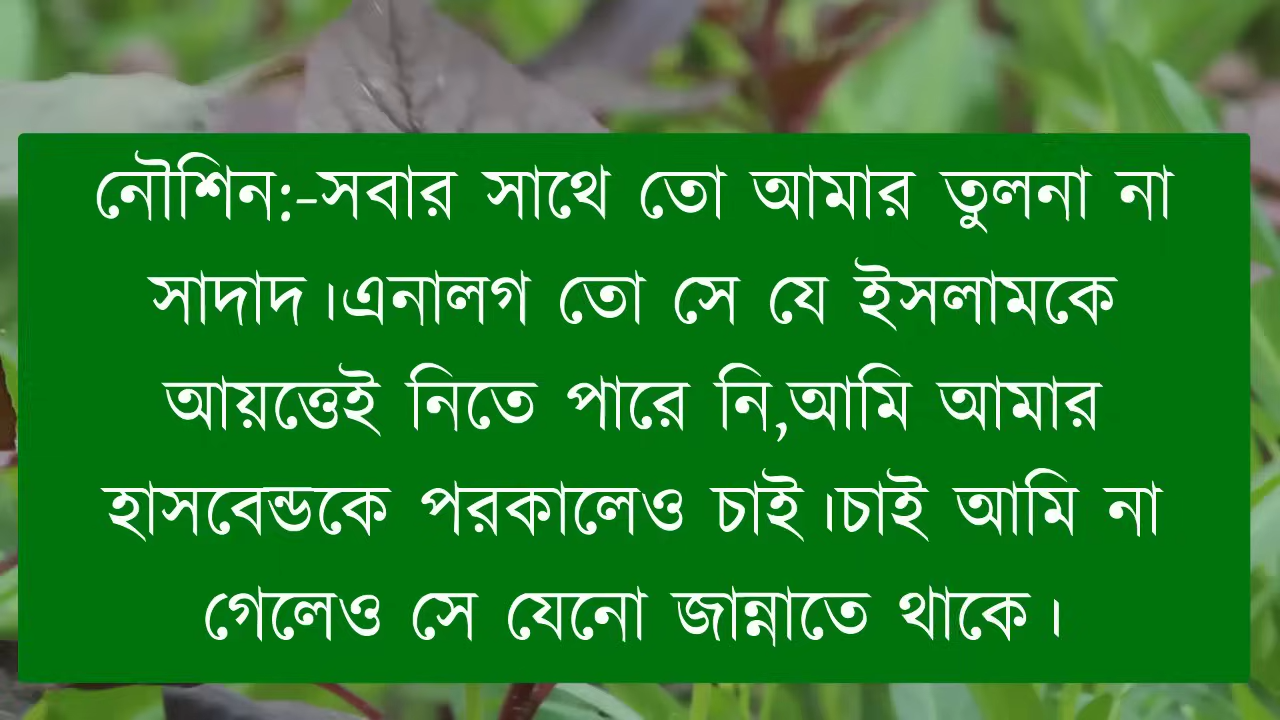 নৌশিন:-সবার সাথে তো আমার তুলনা না
সাদাদ।এনালগ তো সে যে ইসলামকে
আয়ত্তেই নিতে পারে নি,আমি আমার
হাসবেন্ডকে পরকালেও চাই।চাই আমি না
গেলেও সে যেনো জান্নাতে থাকে।